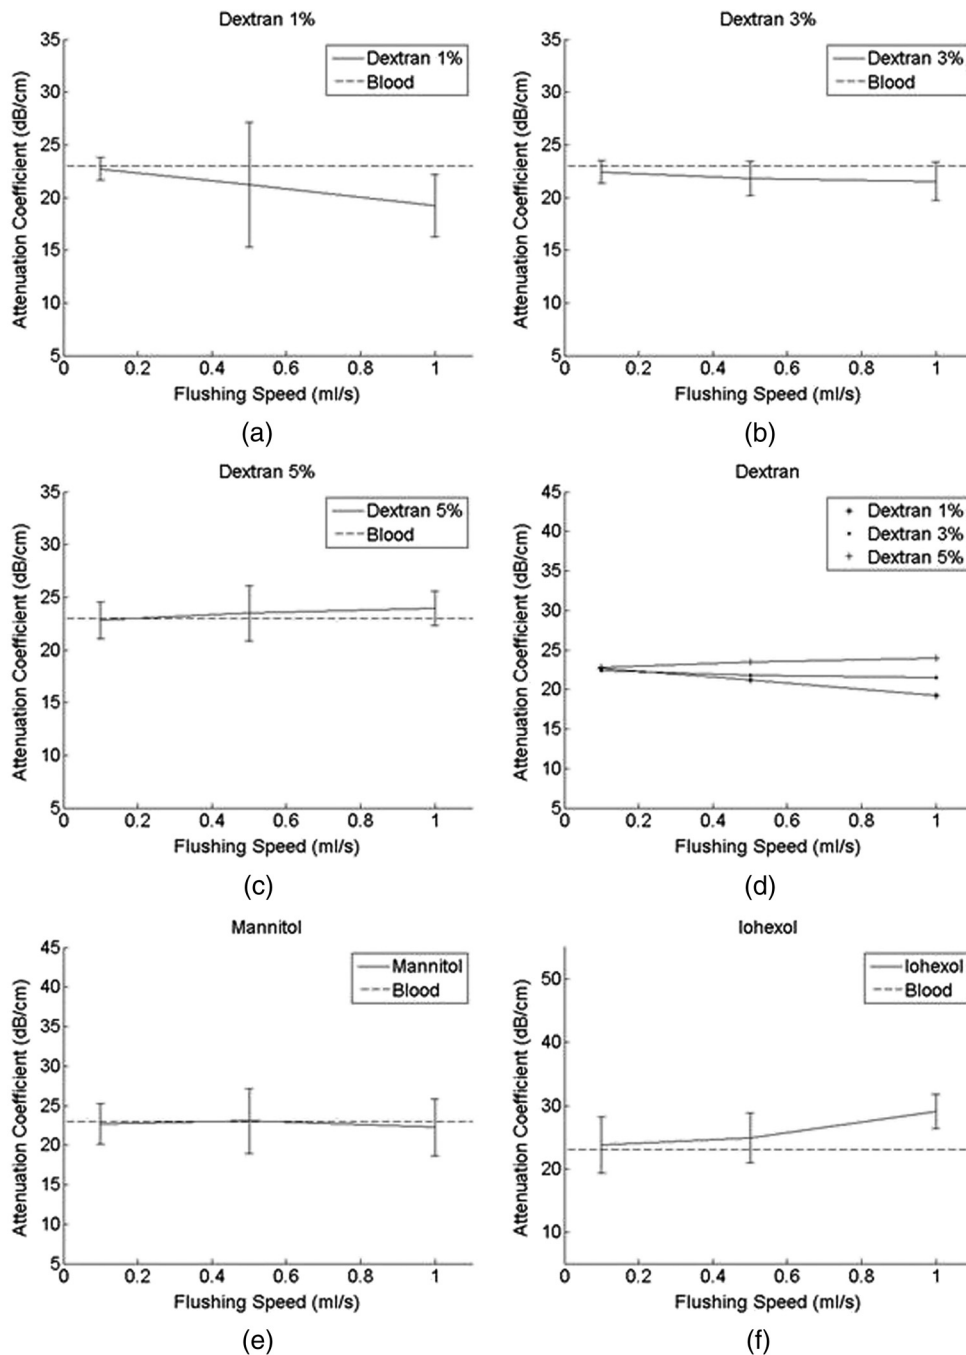 Dextran 1%
35
30
25
20
15
10
5
0 0.2 0.4 0.6 0.8 1
Attenuation Coefficient (dB/cm)
Flushing Speed (ml/s)
Dextran 1%
Blood
(a)
Dextran 3%
35
30
25
20
15
10
5
0 0.2 0.4 0.6 0.8 1
Attenuation Coefficient (dB/cm)
Flushing Speed (ml/s)
Dextran 3%
Blood
(b)
Dextran 5%
35
30
25
20
15
10
5
0 0.2 0.4 0.6 0.8 1
Attenuation Coefficient (dB/cm)
Flushing Speed (ml/s)
Dextran 5%
Blood
(c)
Dextran
45
40
35
30
25
20
15
10
5
0 0.2 0.4 0.6 0.8 1
Attenuation Coefficient (dB/cm)
Flushing Speed (ml/s)
Dextran 1%
Dextran 3%
Dextran 5%
(d)
Mannitol
45
40
35
30
25
20
15
10
5
0 0.2 0.4 0.6 0.8 1
Attenuation Coefficient (dB/cm)
Flushing Speed (ml/s)
Mannitol
Blood
(e)
Iohexol
50
40
30
20
10
0 0.2 0.4 0.6 0.8 1
Attenuation Coefficient (dB/cm)
Flushing Speed (ml/s)
Iohexol
Blood
(f)